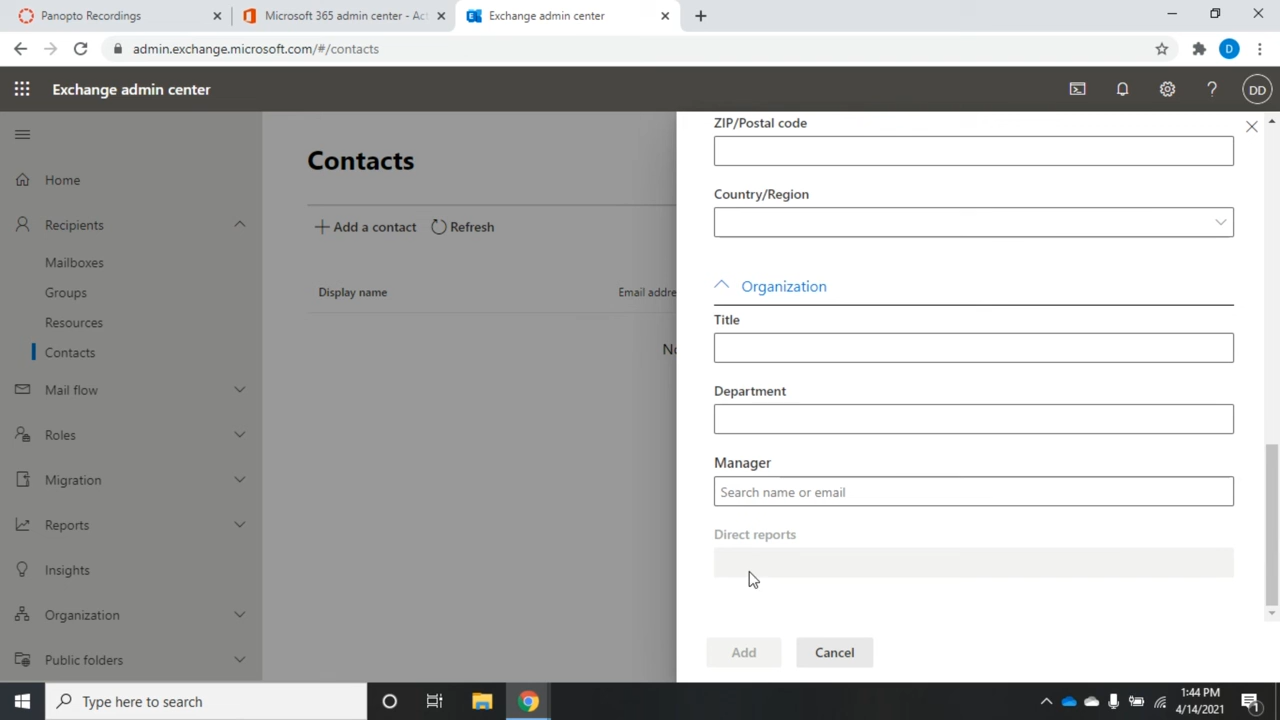 Panopto Recordings
Microsoft 365 admin center - Act
Exchange admin center
admin.exchange.microsoft.com/#/contacts
D
Exchange admin center
DD
Home
Recipients
Mailboxes
Groups
Resources
Contacts
Mail flow
Roles
Migration
Reports
Insights
Organization
Public folders
Contacts
Add a contact
Refresh
Display name
Email addre
ZIP/Postal code
Country/Region
Organization
Title
Department
Manager
Search name or email
Direct reports
Add
Cancel
Type here to search
1:44 PM
4/14/2021
1